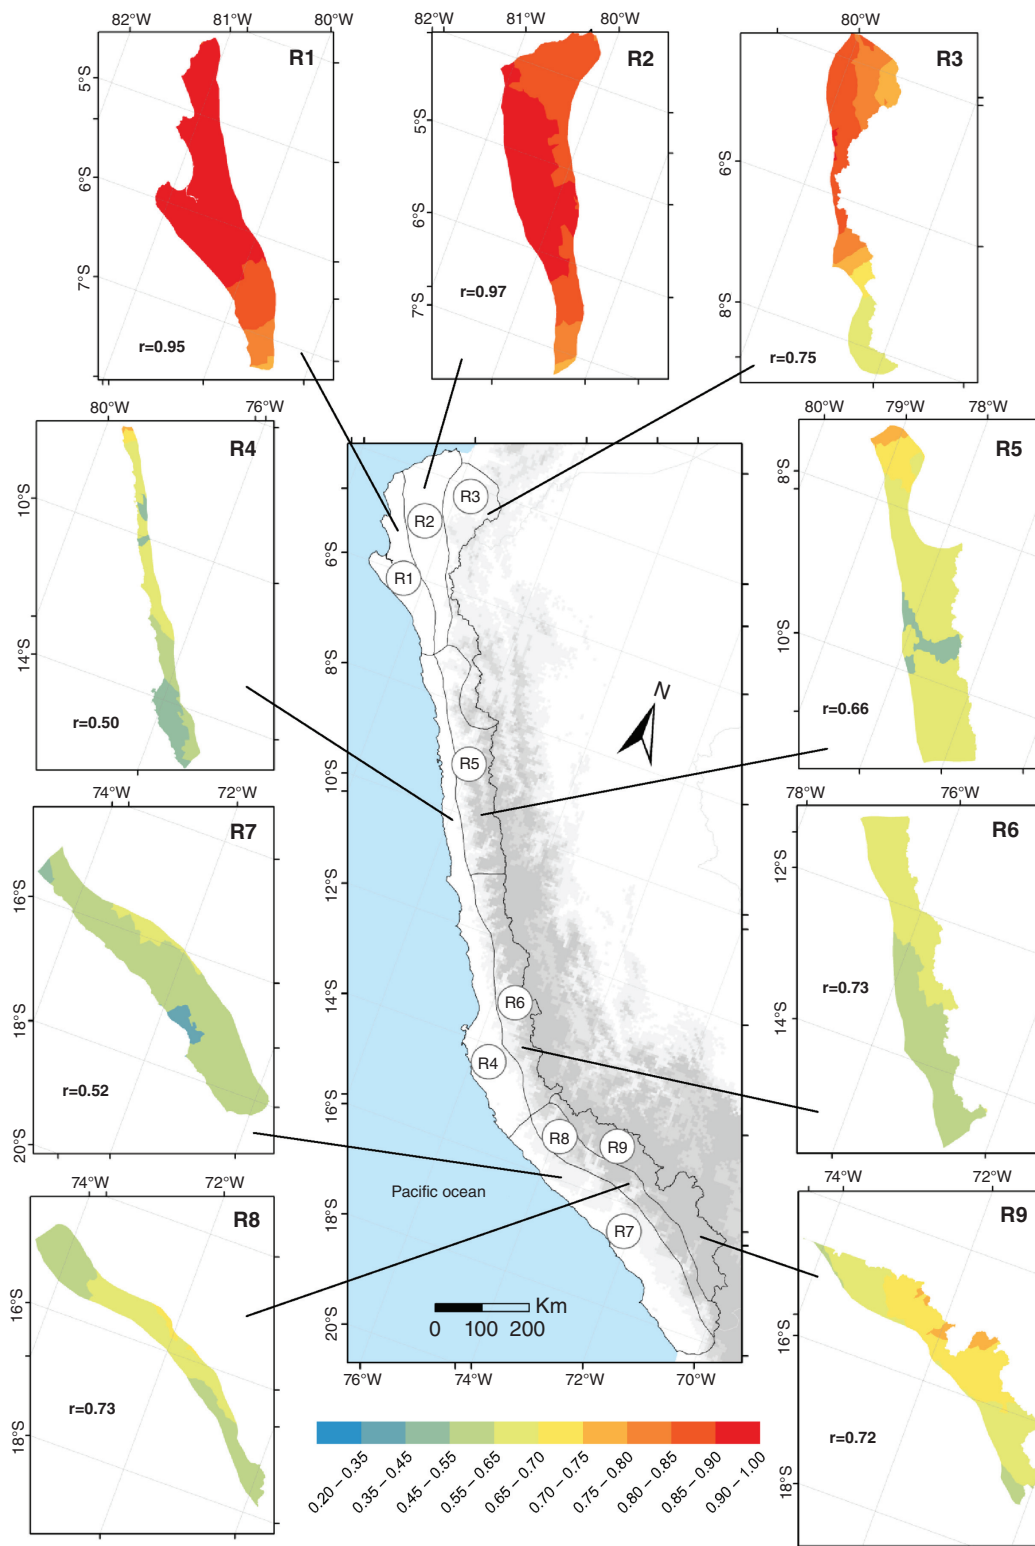 82°W 81°W 80°W
R1
5°S
6°S
7°S
r=0.95
82°W 81°W 80°W
R2
5°S
6°S
7°S
r=0.97
80°W
R3
6°S
8°S
r=0.75
80°W 76°W
R4
10°S
14°S
r=0.50
80°W 79°W 78°W
R5
8°S
10°S
r=0.66
74°W 72°W
R7
16°S
18°S
20°S
r=0.52
78°W 76°W
R6
12°S
14°S
r=0.73
74°W 72°W
R8
16°S
18°S
r=0.73
74°W 72°W
R9
16°S
18°S
r=0.72
R3
R2
R1
N
R5
R6
R4
R8
R9
R7
Pacific ocean
Km
0 100 200
6°S
8°S
10°S
12°S
14°S
16°S
18°S
20°S
76°W 74°W 72°W 70°W
0.20 – 0.35
0.35 – 0.45
0.45 – 0.55
0.55 – 0.65
0.65 – 0.70
0.70 – 0.75
0.75 – 0.80
0.80 – 0.85
0.85 – 0.90
0.90 – 1.00